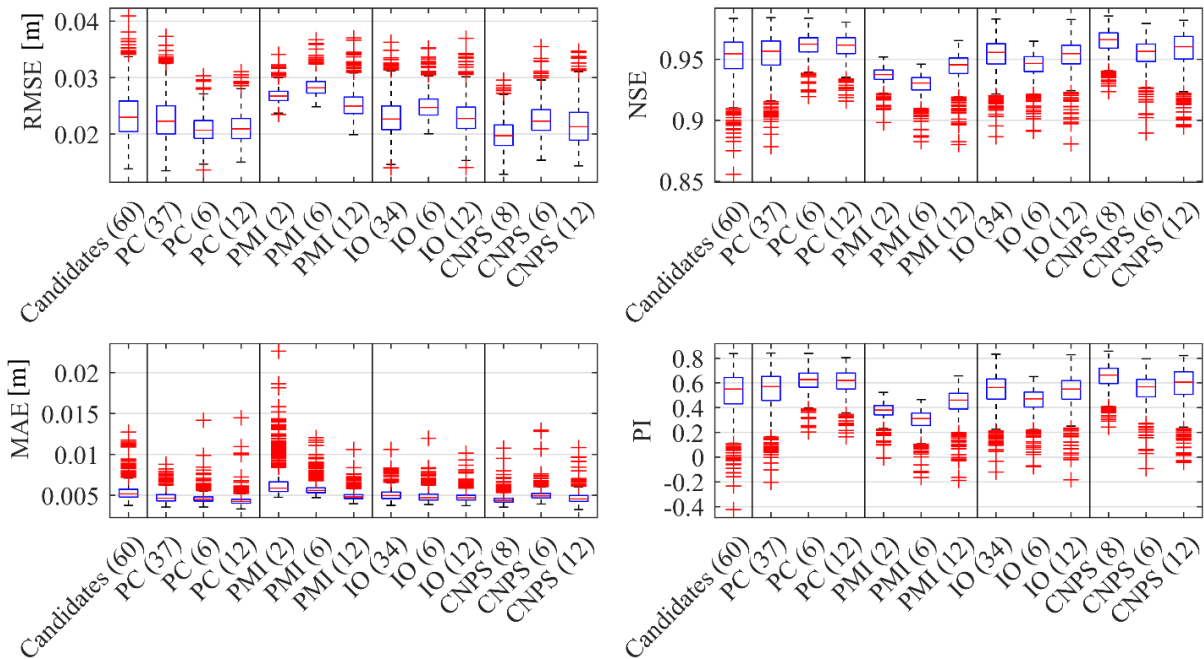 RMSE [m]
0.04
0.03
0.02
Candidates (60)
PC (37)
PC (6)
PC (12)
PMI (2)
PMI (6)
PMI (12)
IO (34)
IO (6)
IO (12)
CNPS (8)
CNPS (6)
CNPS (12)
NSE
0.95
0.9
0.85
Candidates (60)
PC (37)
PC (6)
PC (12)
PMI (2)
PMI (6)
PMI (12)
IO (34)
IO (6)
IO (12)
CNPS (8)
CNPS (6)
CNPS (12)
MAE [m]
0.02
0.015
0.01
0.005
Candidates (60)
PC (37)
PC (6)
PC (12)
PMI (2)
PMI (6)
PMI (12)
IO (34)
IO (6)
IO (12)
CNPS (8)
CNPS (6)
CNPS (12)
PI
0.8
0.6
0.4
0.2
0
-0.2
-0.4
Candidates (60)
PC (37)
PC (6)
PC (12)
PMI (2)
PMI (6)
PMI (12)
IO (34)
IO (6)
IO (12)
CNPS (8)
CNPS (6)
CNPS (12)